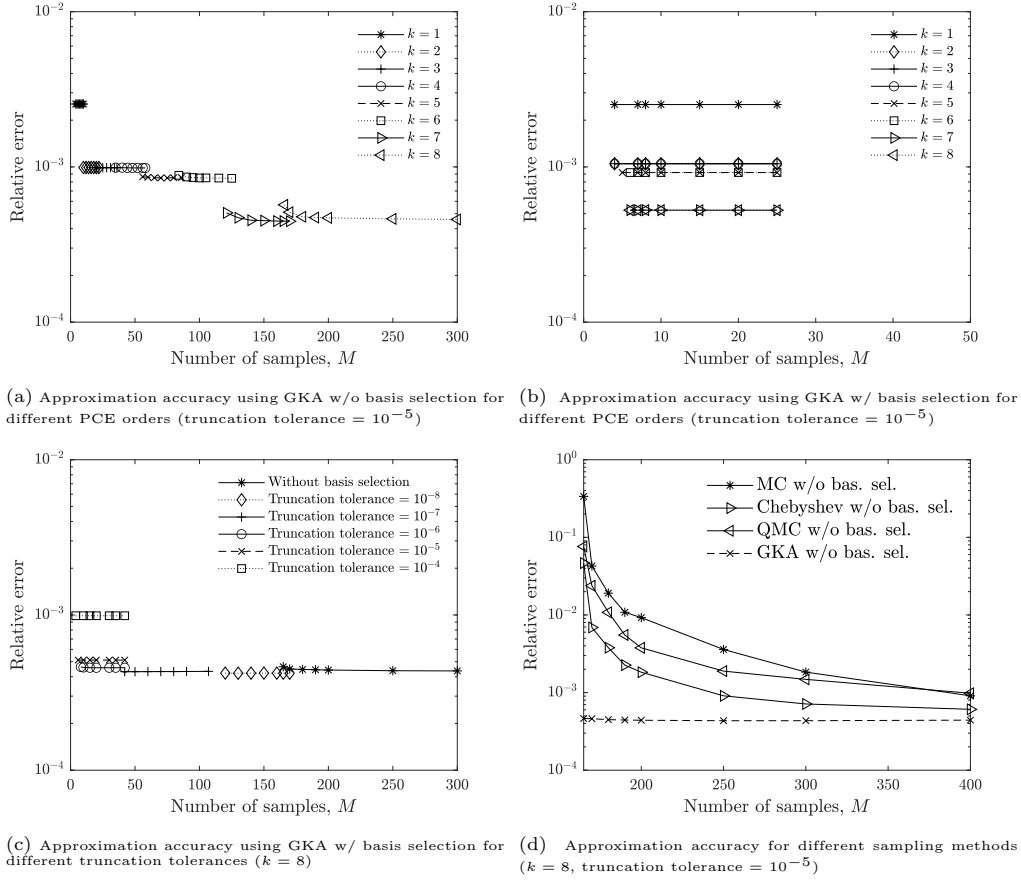 10⁻²
10⁻³
10⁻⁴
Relative error
k = 1
k = 2
k = 3
k = 4
k = 5
k = 6
k = 7
k = 8
0 50 100 150 200 250 300
Number of samples, M
(a) Approximation accuracy using GKA w/o basis selection for
different PCE orders (truncation tolerance = 10⁻⁵)
10⁻²
10⁻³
10⁻⁴
Relative error
k = 1
k = 2
k = 3
k = 4
k = 5
k = 6
k = 7
k = 8
0 10 20 30 40 50
Number of samples, M
(b) Approximation accuracy using GKA w/ basis selection for
different PCE orders (truncation tolerance = 10⁻⁵)
10⁻²
10⁻³
10⁻⁴
Relative error
Without basis selection
Truncation tolerance = 10⁻⁸
Truncation tolerance = 10⁻⁷
Truncation tolerance = 10⁻⁶
Truncation tolerance = 10⁻⁵
Truncation tolerance = 10⁻⁴
0 50 100 150 200 250 300
Number of samples, M
(c) Approximation accuracy using GKA w/ basis selection for
different truncation tolerances (k = 8)
10⁰
10⁻¹
10⁻²
10⁻³
10⁻⁴
Relative error
MC w/o bas. sel.
Chebyshev w/o bas. sel.
QMC w/o bas. sel.
GKA w/o bas. sel.
200 250 300 350 400
Number of samples, M
(d) Approximation accuracy for different sampling methods
(k = 8, truncation tolerance = 10⁻⁵)